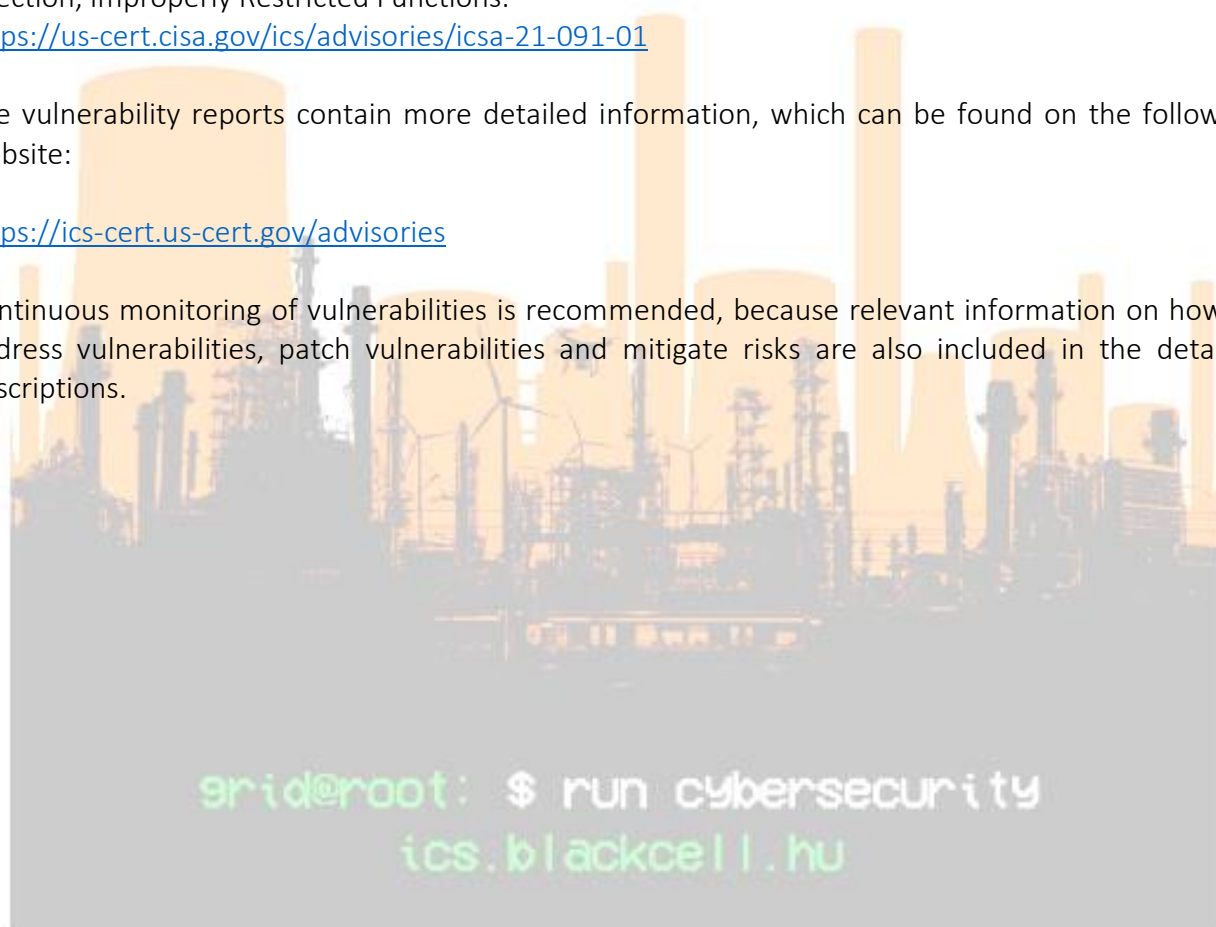 ection, Improperly Restricted Functions.
ps://us-cert.cisa.gov/ics/advisories/icsa-21-091-01
e vulnerability reports contain more detailed information, which can be found on the follow
bsite:
ps://ics-cert.us-cert.gov/advisories
ntinuous monitoring of vulnerabilities is recommended, because relevant information on how
dress vulnerabilities, patch vulnerabilities and mitigate risks are also included in the deta
scriptions.
grid@root: $ run cybersecurity
ics.blackcell.hu